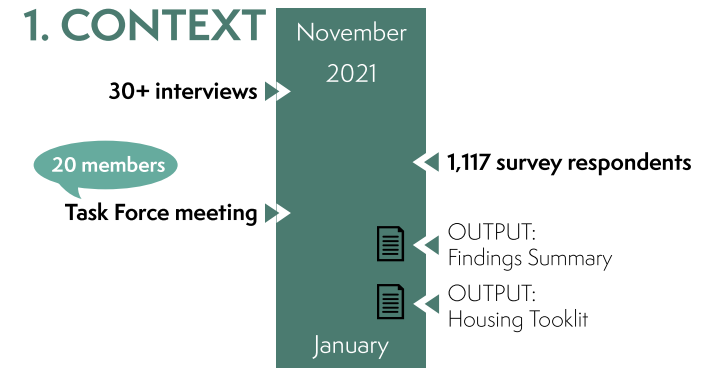 1. CONTEXT
November
2021
30+ interviews
1,117 survey respondents
20 members
Task Force meeting
OUTPUT:
Findings Summary
OUTPUT:
Housing Tooklit
January